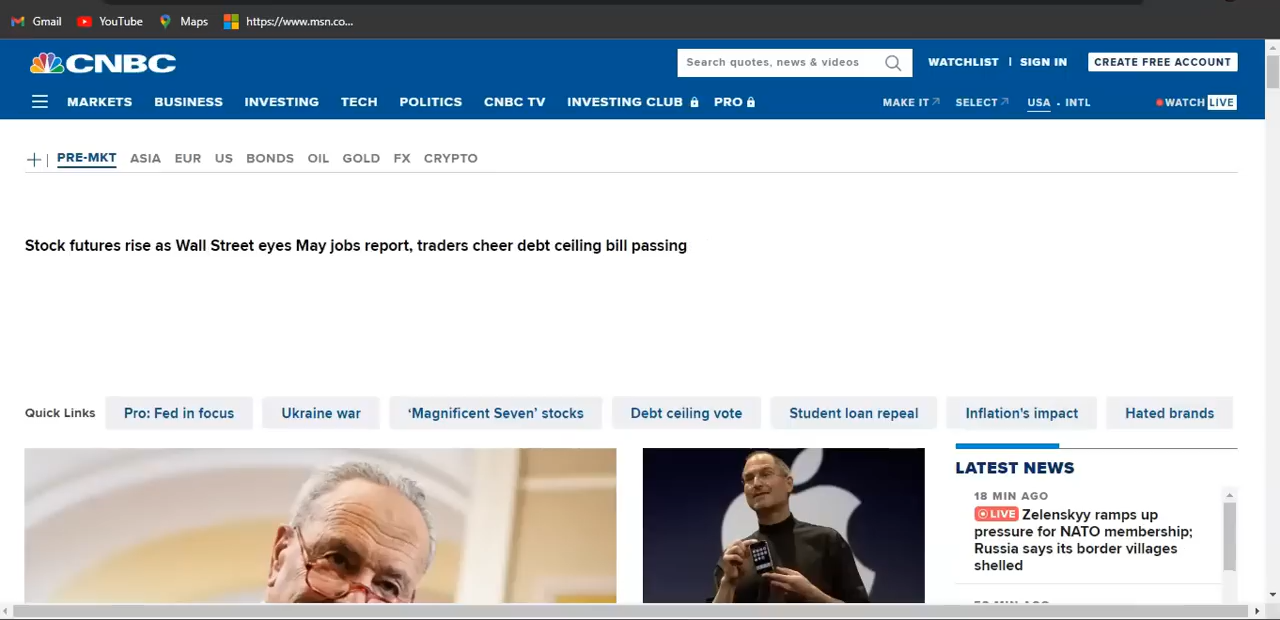 Gmail YouTube Maps https://www.msn.co...
CNBC
Search quotes, news & videos
WATCHLIST | SIGN IN
CREATE FREE ACCOUNT
MARKETS BUSINESS INVESTING TECH POLITICS CNBC TV INVESTING CLUB PRO
MAKE IT SELECT USA · INTL WATCH LIVE
PRE-MKT ASIA EUR US BONDS OIL GOLD FX CRYPTO
Stock futures rise as Wall Street eyes May jobs report, traders cheer debt ceiling bill passing
Quick Links Pro: Fed in focus Ukraine war ‘Magnificent Seven’ stocks Debt ceiling vote Student loan repeal Inflation's impact Hated brands
LATEST NEWS
18 MIN AGO
LIVE Zelenskyy ramps up
pressure for NATO membership;
Russia says its border villages
shelled